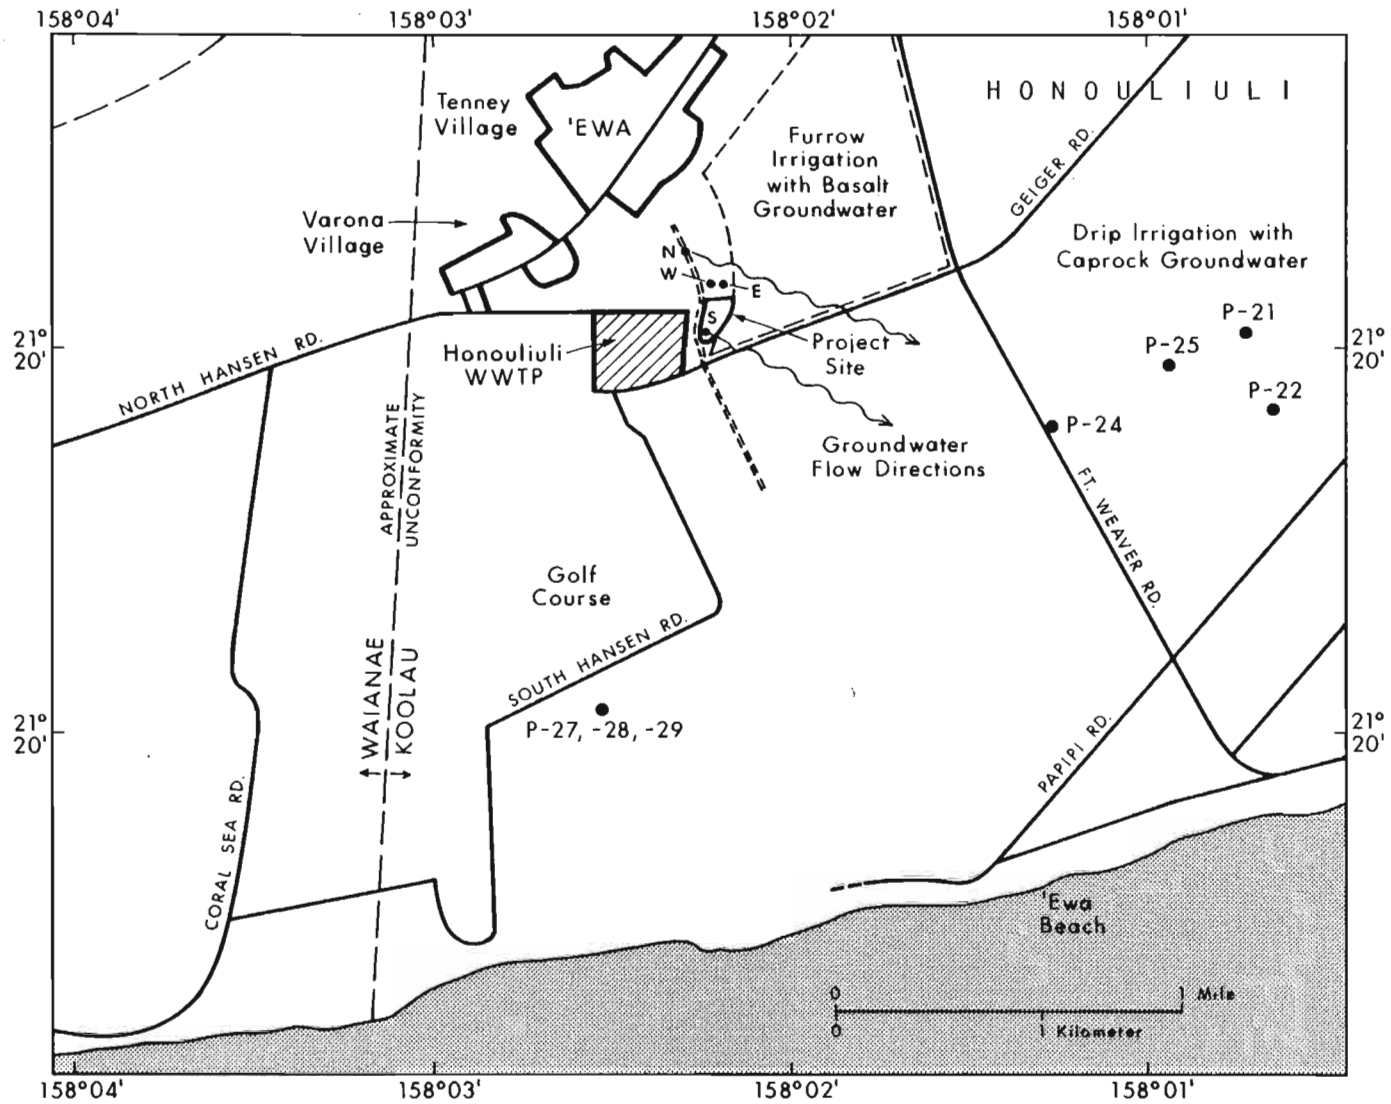 158°04'
158°03'
158°02'
158°01'
HONOULIULI
Tenney
Village
'EWA
Furrow
Irrigation
with Basalt
Groundwater
GEIGER RD.
Varona
Village
Drip Irrigation with
Caprock Groundwater
N
W
E
S
P-21
21°
20'
NORTH HANSEN RD.
Honouliuli
WWTP
Project
Site
P-25
21°
20'
P-22
P-24
APPROXIMATE
UNCONFORMITY
Groundwater
Flow Directions
FT. WEAVER RD.
Golf
Course
WAIANAE
KOOLAU
SOUTH HANSEN RD.
P-27, -28, -29
21°
20'
21°
20'
PAPIPI RD.
CORAL SEA RD.
'Ewa
Beach
0
1 Mile
0
1 Kilometer
158°04'
158°03'
158°02'
158°01'